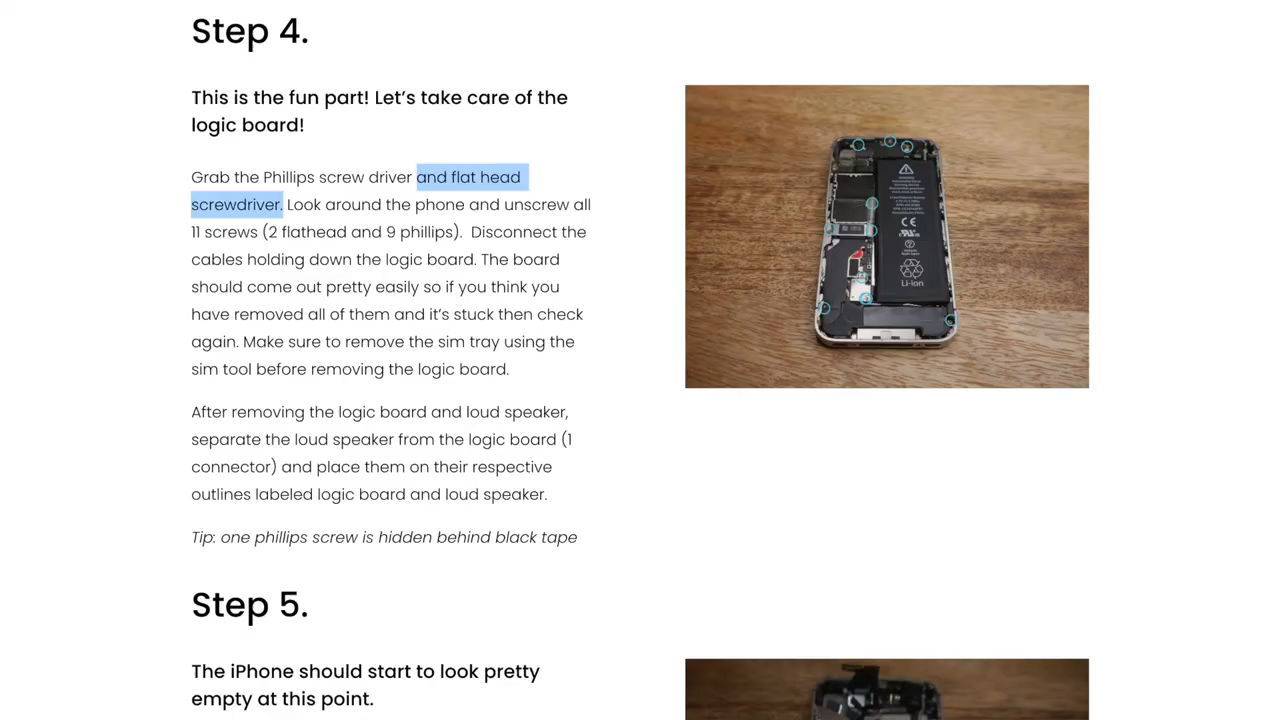 Step 4.
This is the fun part! Let’s take care of the
logic board!
Grab the Phillips screw driver and flat head
screwdriver. Look around the phone and unscrew all
11 screws (2 flathead and 9 phillips).  Disconnect the
cables holding down the logic board. The board
should come out pretty easily so if you think you
have removed all of them and it’s stuck then check
again. Make sure to remove the sim tray using the
sim tool before removing the logic board.
After removing the logic board and loud speaker,
separate the loud speaker from the logic board (1
connector) and place them on their respective
outlines labeled logic board and loud speaker.
Tip: one phillips screw is hidden behind black tape
Li-ion
Step 5.
The iPhone should start to look pretty
empty at this point.